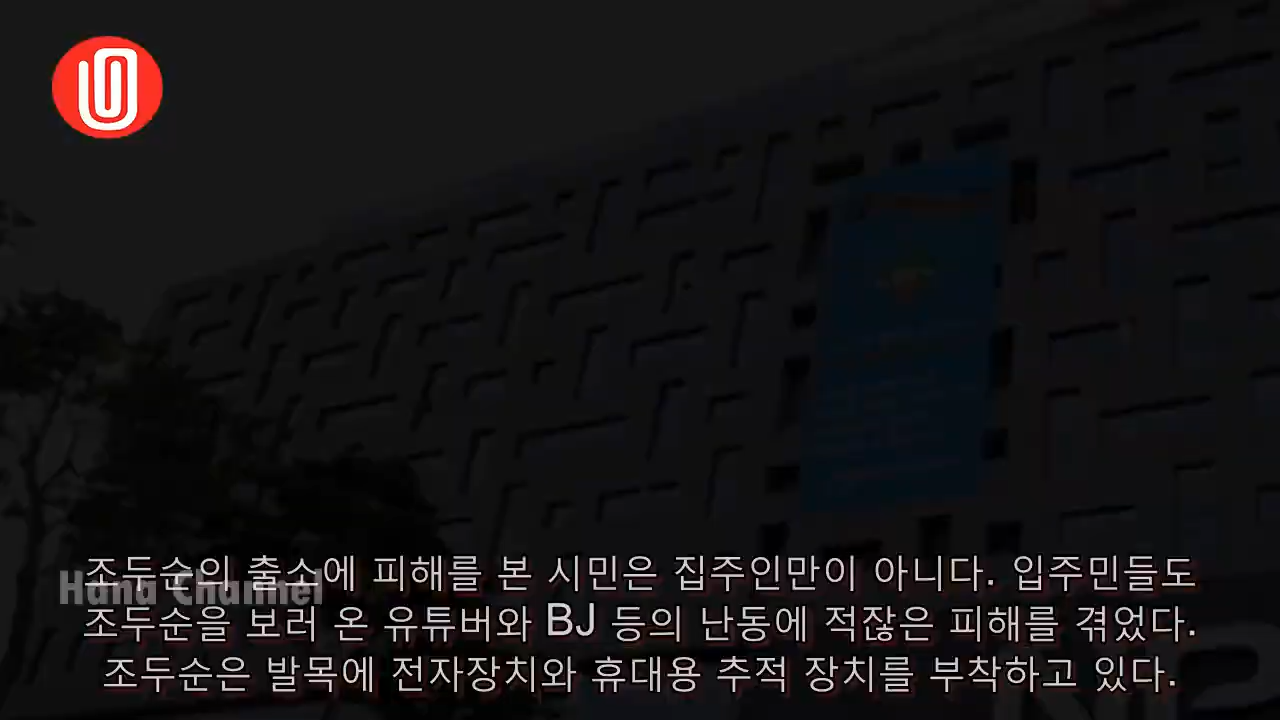 조두순의 출소에 피해를 본 시민은 집주인만이 아니다. 입주민들도
Hana Channel
조두순을 보러 온 유튜버와 BJ 등의 난동에 적잖은 피해를 겪었다.
조두순은 발목에 전자장치와 휴대용 추적 장치를 부착하고 있다.